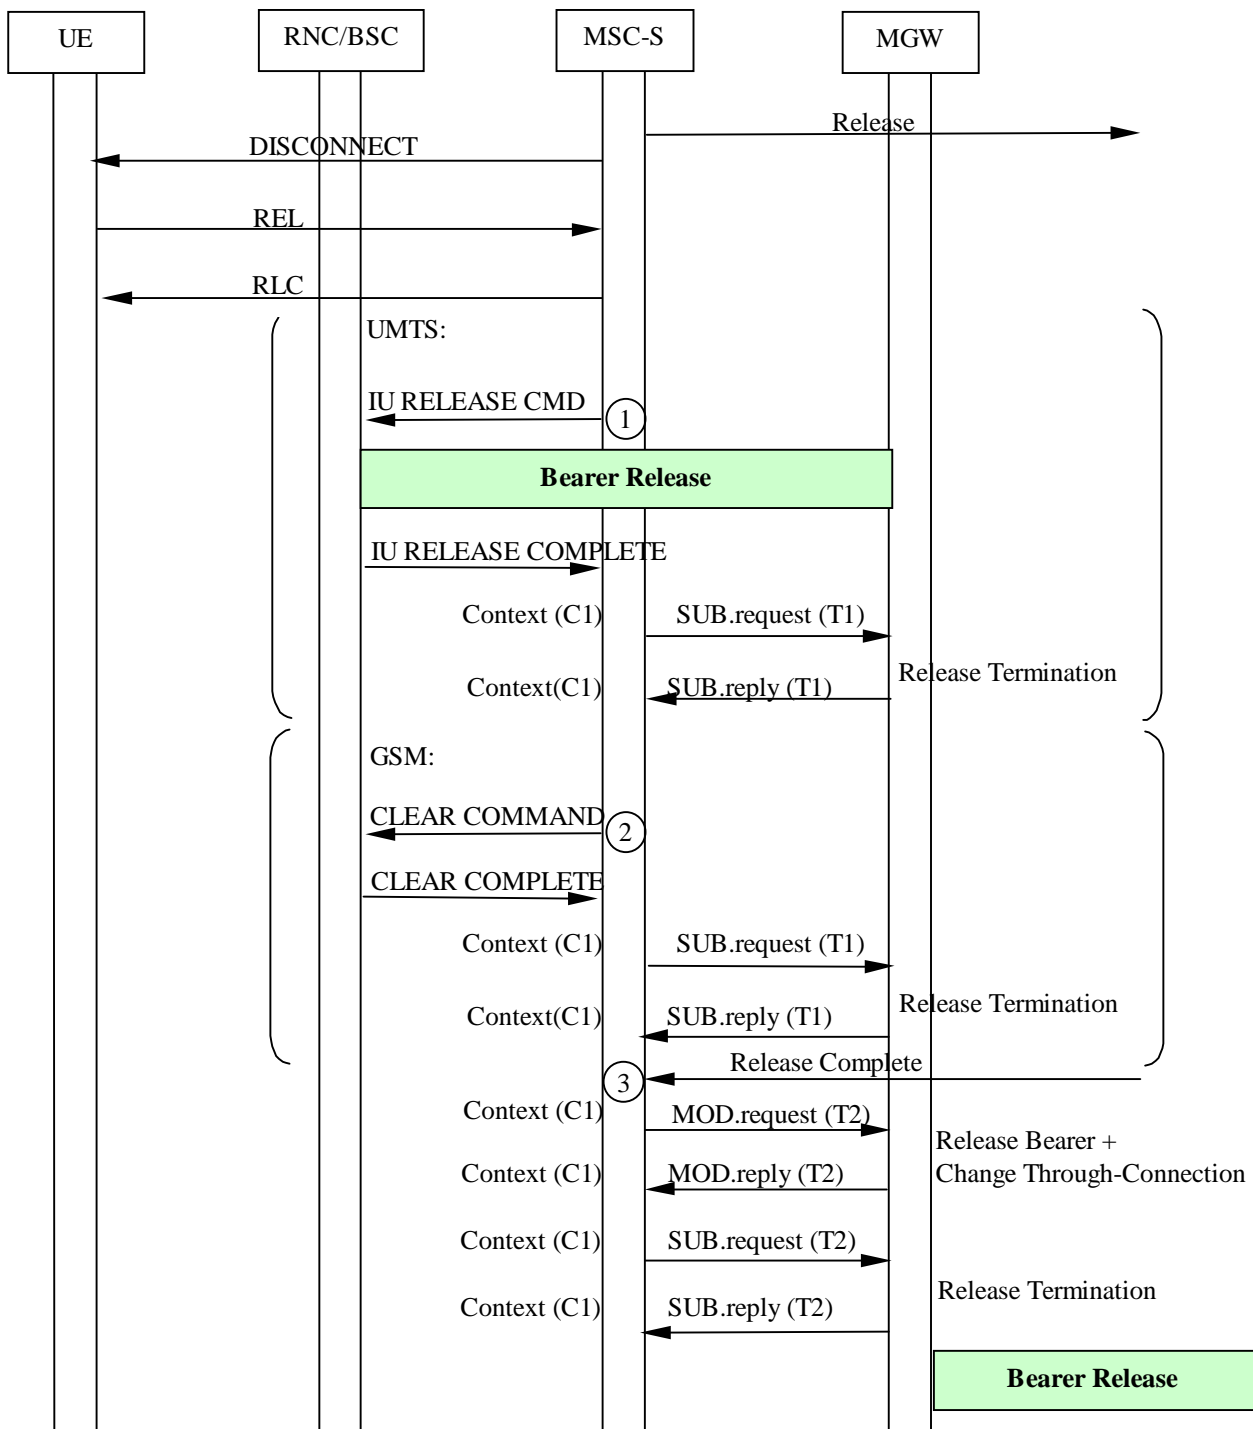 UE
RNC/BSC
MSC-S
MGW
Release
DISCONNECT
REL
RLC
UMTS:
IU RELEASE CMD
1
Bearer Release
IU RELEASE COMPLETE
Context (C1)
SUB.request (T1)
Release Termination
Context(C1)
SUB.reply (T1)
GSM:
CLEAR COMMAND
2
CLEAR COMPLETE
Context (C1)
SUB.request (T1)
Release Termination
Context(C1)
SUB.reply (T1)
Release Complete
3
Context (C1)
MOD.request (T2)
Release Bearer +
Change Through-Connection
Context (C1)
MOD.reply (T2)
Context (C1)
SUB.request (T2)
Release Termination
Context (C1)
SUB.reply (T2)
Bearer Release